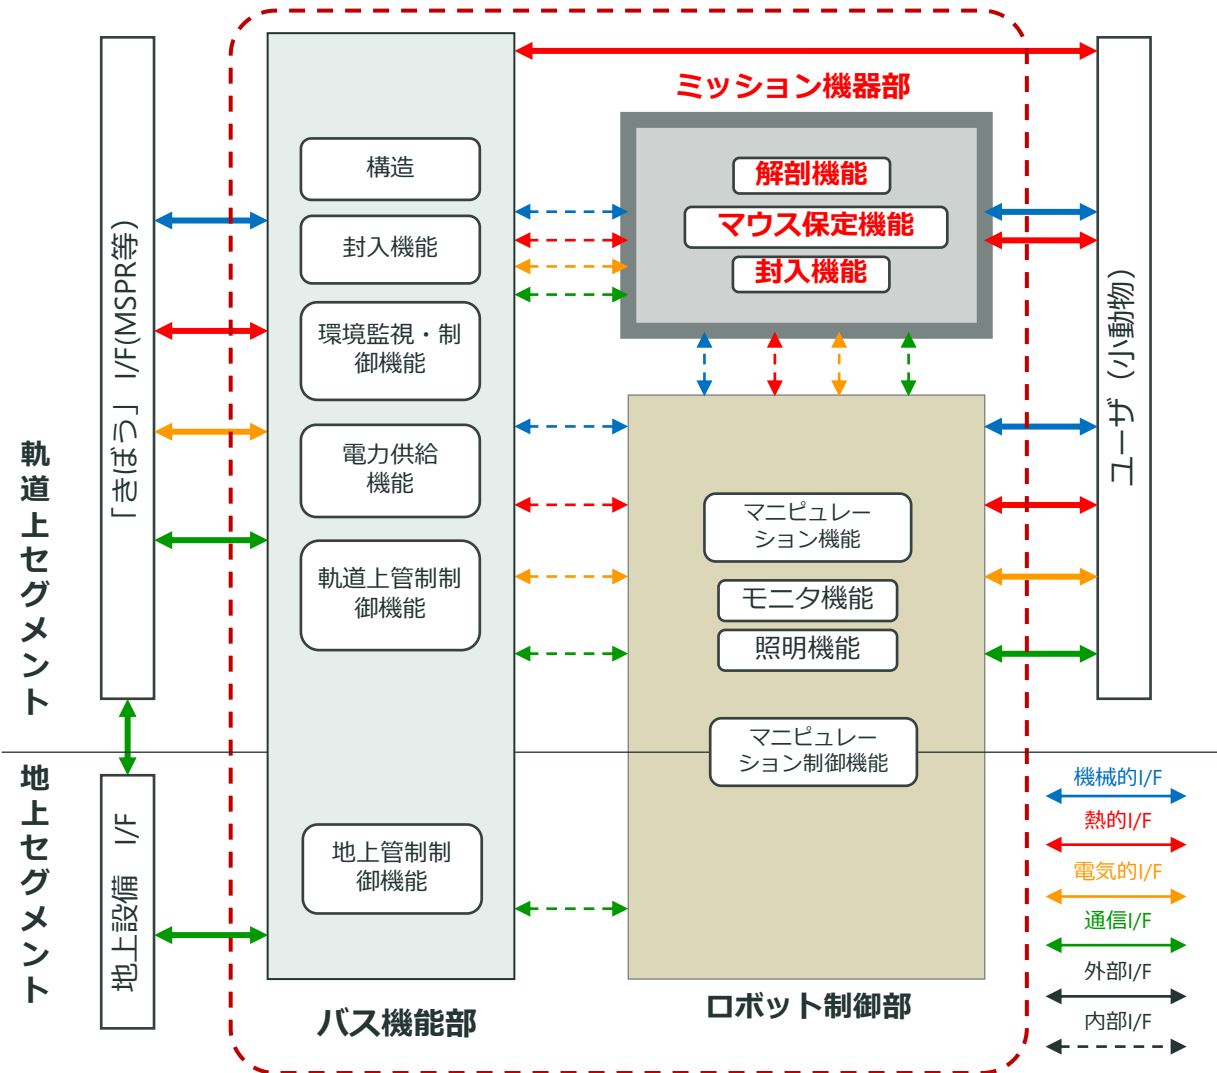 軌道上セグメント
地上セグメント
「きぼう」 I/F(MSPR等)
地上設備 I/F
構造
封入機能
環境監視・制
御機能
電力供給
機能
軌道上管制制
御機能
地上管制制
御機能
バス機能部
ミッション機器部
解剖機能
マウス保定機能
封入機能
マニピュレー
ション機能
モニタ機能
照明機能
マニピュレー
ション制御機能
ロボット制御部
ユーザ（小動物）
機械的I/F
熱的I/F
電気的I/F
通信I/F
外部I/F
内部I/F